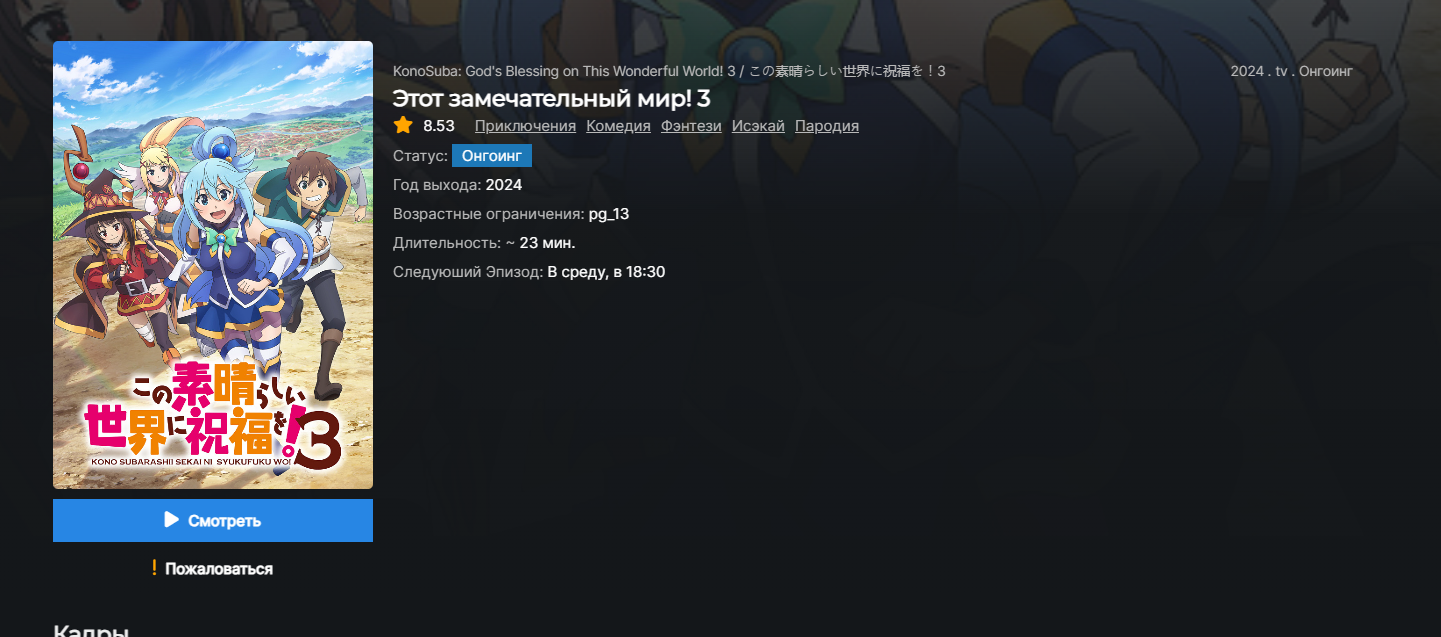 KonoSuba: God's Blessing on This Wonderful World! 3 / この素晴らしい世界に祝福を！3
2024 . tv . Онгоинг
Этот замечательный мир! 3
8.53 Приключения Комедия Фэнтези Исэкай Пародия
Статус: Онгоинг
Год выхода: 2024
Возрастные ограничения: pg_13
Длительность: ~ 23 мин.
Следуюший Эпизод: В среду, в 18:30
この素晴らしい
世界に祝福を!3
KONO SUBARASHII SEKAI NI SYUKUFUKU WO!
Смотреть
! Пожаловаться
Кадры